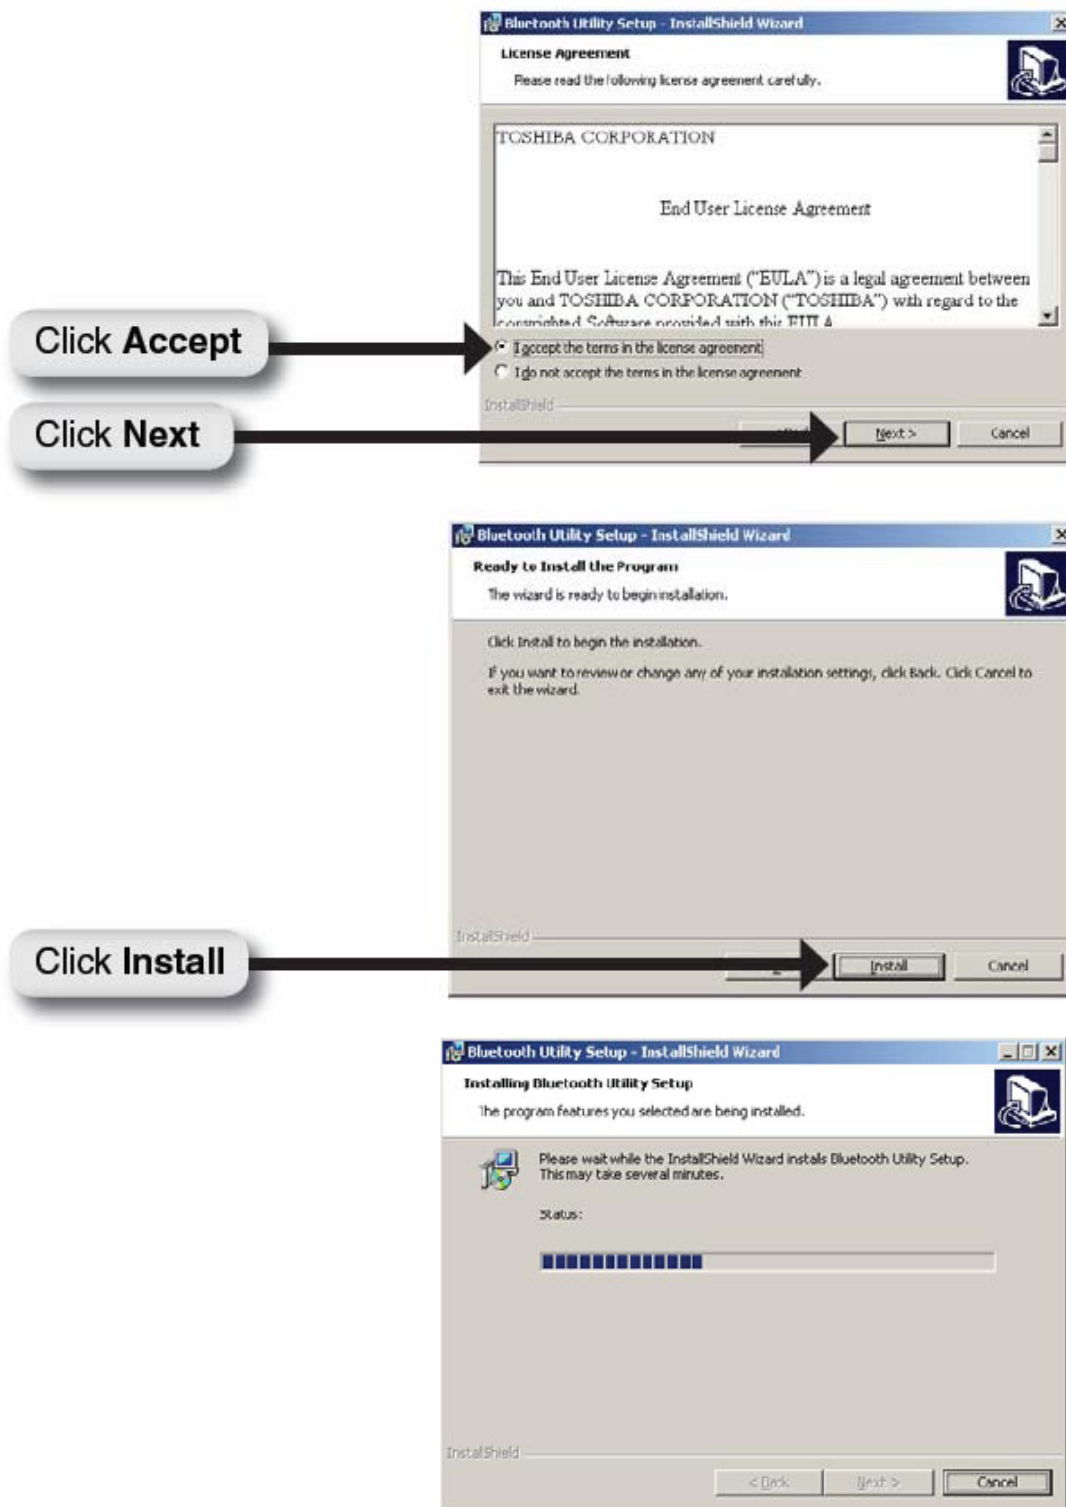 Bluetooth Utility Setup - InstallShield Wizard
License Agreement
Please read the following license agreement carefully.
TOSHIBA CORPORATION
End User License Agreement
This End User License Agreement ("EULA") is a legal agreement between
you and TOSHIBA CORPORATION ("TOSHIBA") with regard to the
copyrighted Software provided with this EULA
Click Accept
I accept the terms in the license agreement
I do not accept the terms in the license agreement
InstallShield
Click Next
Next >
Cancel
Bluetooth Utility Setup - InstallShield Wizard
Ready to Install the Program
The wizard is ready to begin installation.
Click Install to begin the installation.
If you want to review or change any of your installation settings, click Back. Click Cancel to
exit the wizard.
InstallShield
Click Install
Install
Cancel
Bluetooth Utility Setup - InstallShield Wizard
Installing Bluetooth Utility Setup
The program features you selected are being installed.
Please wait while the InstallShield Wizard installs Bluetooth Utility Setup.
This may take several minutes.
Status:
InstallShield
< Back
Next >
Cancel